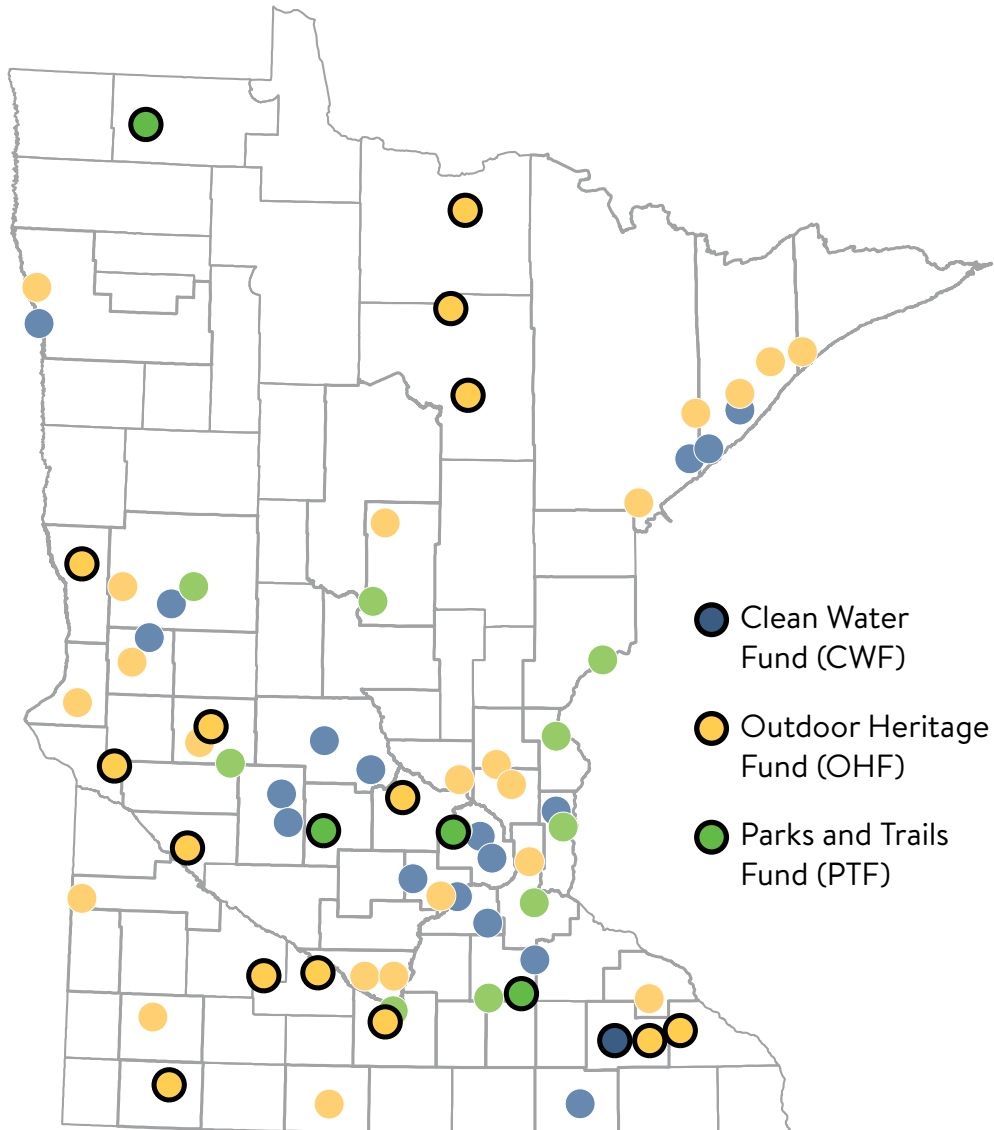 Clean Water
Fund (CWF)
Outdoor Heritage
Fund (OHF)
Parks and Trails
Fund (PTF)